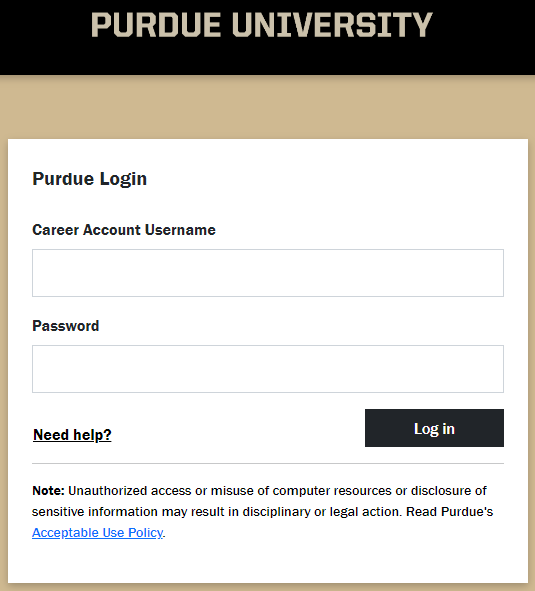 PURDUE UNIVERSITY
Purdue Login
Career Account Username
Password
Need help?
Log in
Note: Unauthorized access or misuse of computer resources or disclosure of
sensitive information may result in disciplinary or legal action. Read Purdue's
Acceptable Use Policy.